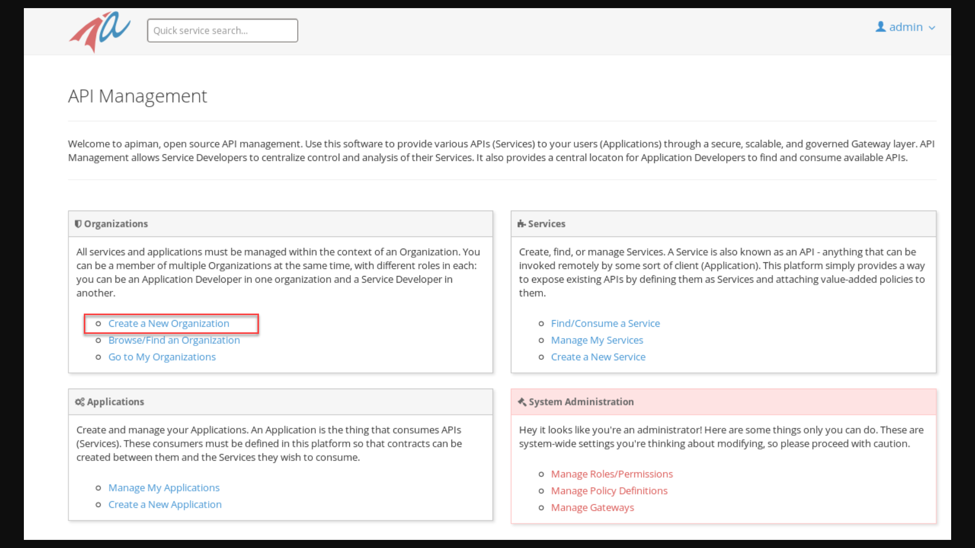 Quick service search...
admin
API Management
Welcome to apiman, open source API management. Use this software to provide various APIs (Services) to your users (Applications) through a secure, scalable, and governed Gateway layer. API
Management allows Service Developers to centralize control and analysis of their Services. It also provides a central locaton for Application Developers to find and consume available APIs.
Organizations
All services and applications must be managed within the context of an Organization. You
can be a member of multiple Organizations at the same time, with different roles in each:
you can be an Application Developer in one organization and a Service Developer in
another.
Create a New Organization
Browse/Find an Organization
Go to My Organizations
Services
Create, find, or manage Services. A Service is also known as an API - anything that can be
invoked remotely by some sort of client (Application). This platform simply provides a way
to expose existing APIs by defining them as Services and attaching value-added policies to
them.
Find/Consume a Service
Manage My Services
Create a New Service
Applications
Create and manage your Applications. An Application is the thing that consumes APIs
(Services). These consumers must be defined in this platform so that contracts can be
created between them and the Services they wish to consume.
Manage My Applications
Create a New Application
System Administration
Hey it looks like you're an administrator! Here are some things only you can do. These are
system-wide settings you're thinking about modifying, so please proceed with caution.
Manage Roles/Permissions
Manage Policy Definitions
Manage Gateways